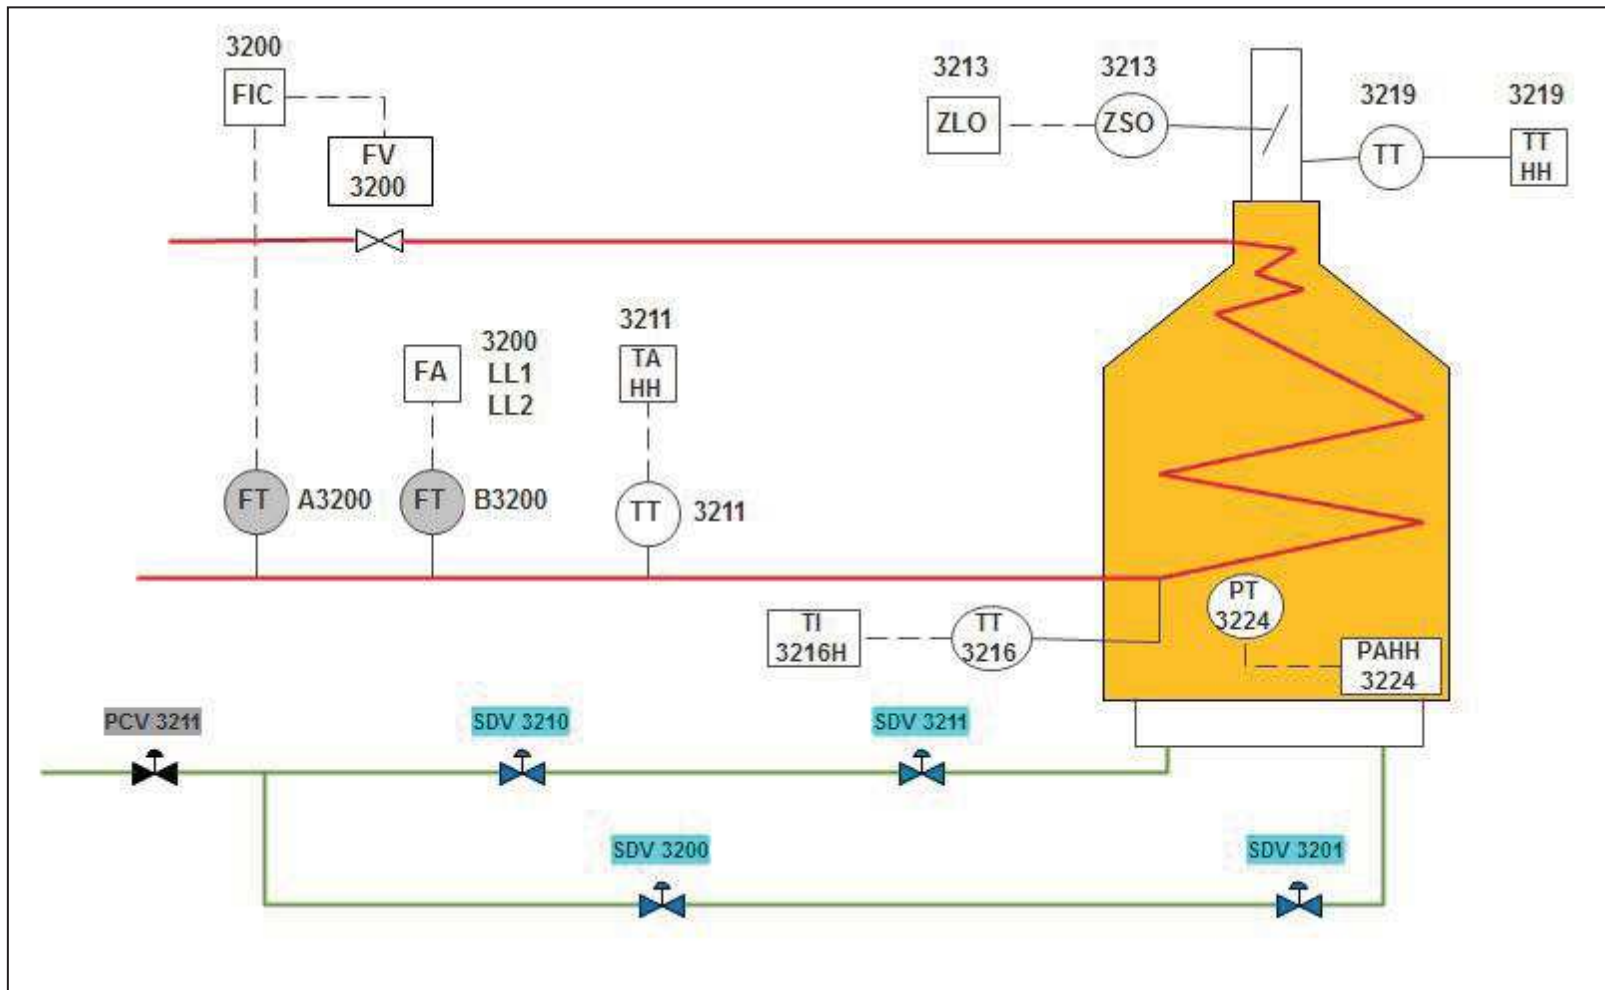 3200
FIC
FV
3200
3213
ZLO
3213
ZSO
3219
TT
3219
TT
HH
FA
3200
LL1
LL2
3211
TA
HH
FT
A3200
FT
B3200
TT
3211
TI
3216H
TT
3216
PT
3224
PAHH
3224
PCV 3211
SDV 3210
SDV 3211
SDV 3200
SDV 3201